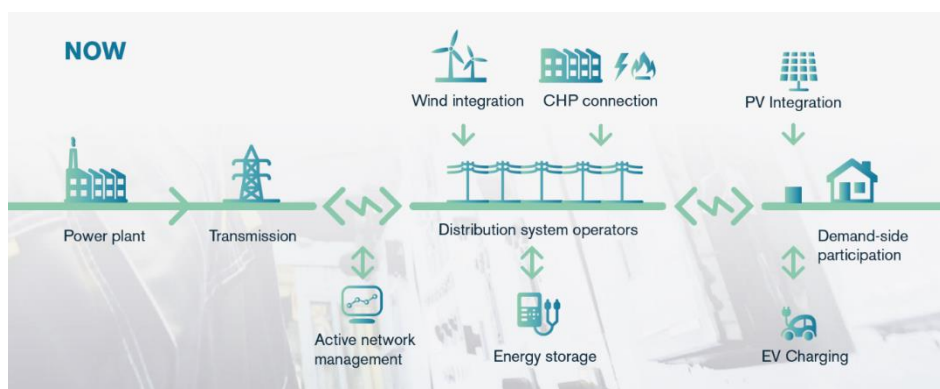 NOW
Wind integration
CHP connection
PV Integration
Power plant
Transmission
Distribution system operators
Demand-side
participation
Active network
management
Energy storage
EV Charging